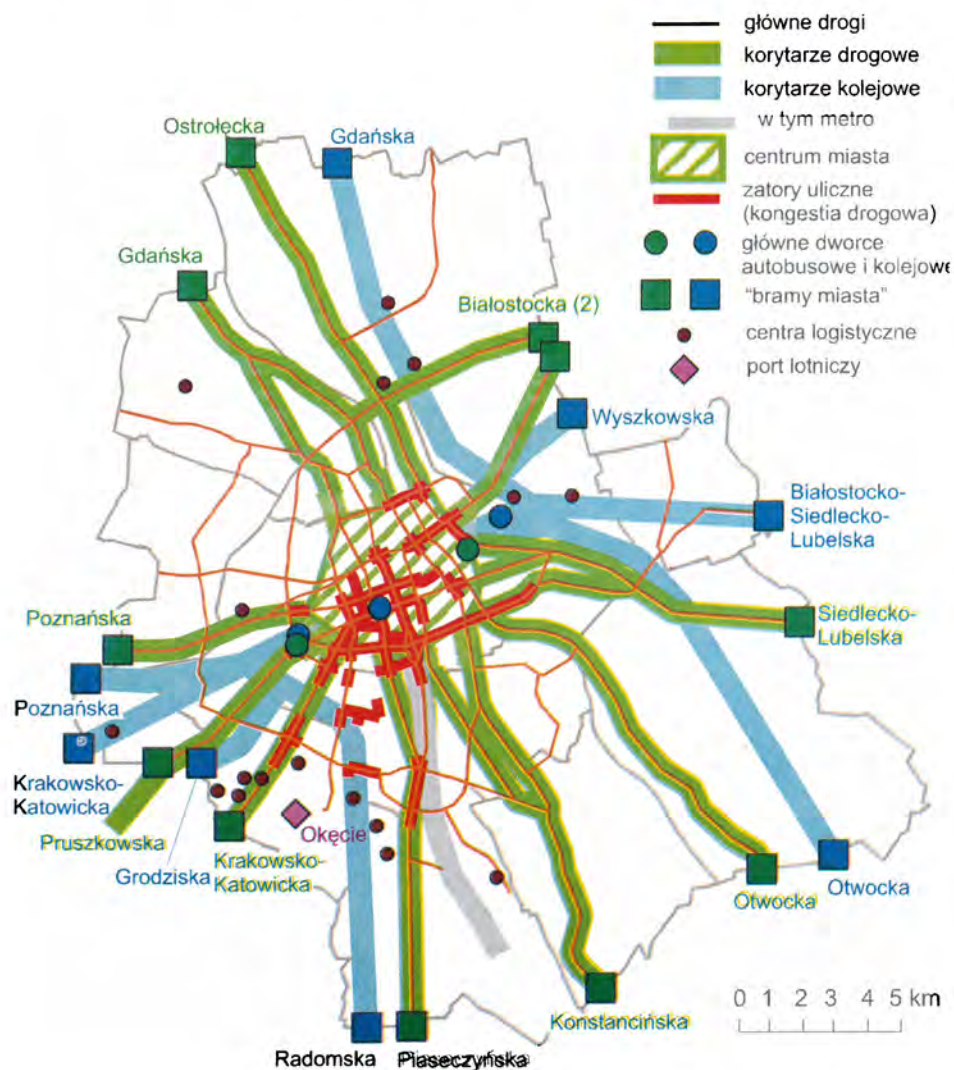 główne drogi
korytarze drogowe
korytarze kolejowe
w tym metro
centrum miasta
zatory uliczne
(kongestia drogowa)
główne dworce
autobusowe i kolejowe
"bramy miasta"
centra logistyczne
port lotniczy
Ostrołęcka
Gdańska
Gdańska
Białostocka (2)
Wyszkowska
Białostocko-
Siedlecko-
Lubelska
Siedlecko-
Lubelska
Poznańska
Poznańska
Krakowsko-
Katowicka
Pruszkowska
Grodziska
Krakowsko-
Katowicka
Okęcie
Otwocka
Otwocka
Konstancińska
Radomska
Piaseczyńska
0 1 2 3 4 5 km